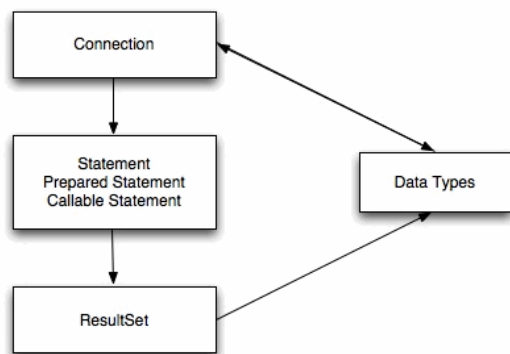 Connection
Statement
Prepared Statement
Callable Statement
Data Types
ResultSet